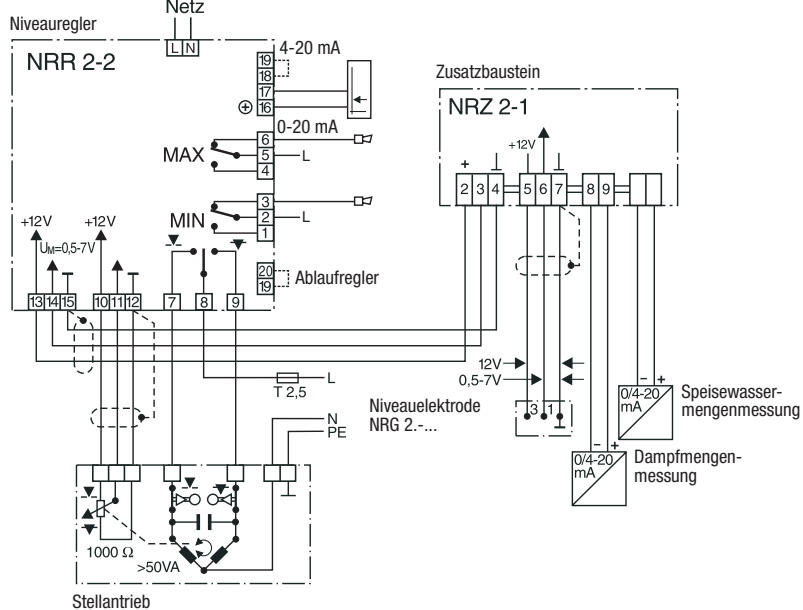 Netz
Niveauregler
L N
NRR 2-2
4-20 mA
19
18
17
16
0-20 mA
6
MAX
5
L
4
3
MIN
2
L
1
+12V
+12V
UM=0,5-7V
20
19
Ablaufregler
13 14 15
10 11 12
7
8
9
T 2,5
L
N
PE
1000 Ω
>50VA
Stellantrieb
Zusatzbaustein
NRZ 2-1
+
+12V
2 3 4
5 6 7
8 9
12V
0,5-7V
Niveauelektrode
NRG 2.-...
3 1
- +
0/4-20
mA
Speisewasser-
mengenmessung
- +
0/4-20
mA
Dampfmengen-
messung